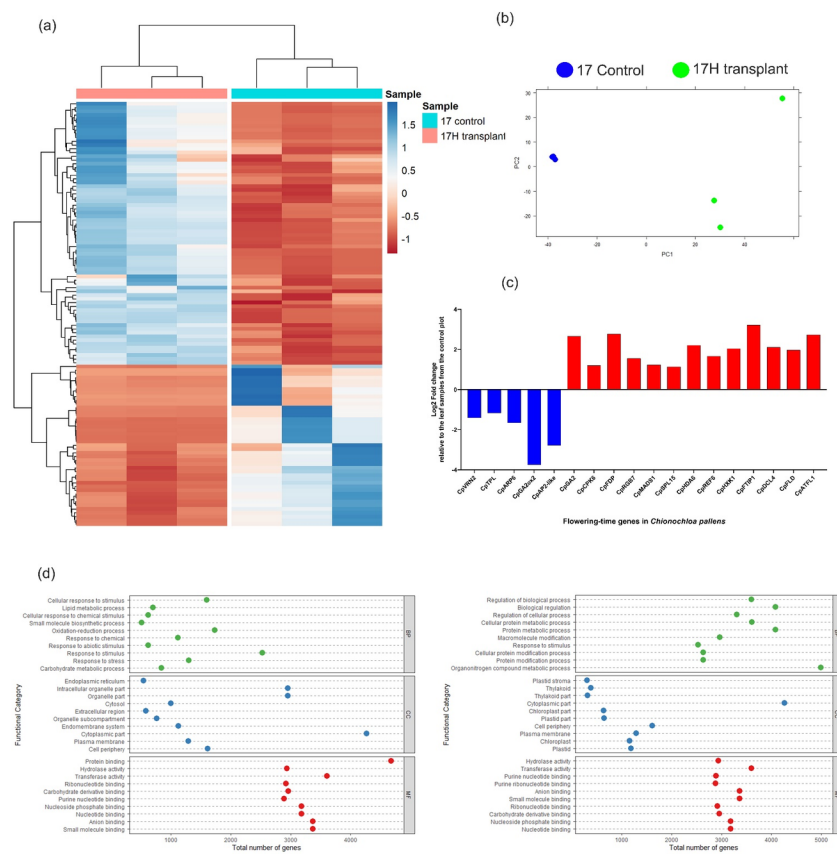 (a)
Sample
Sample
17 control
17H transplant
1.5
1
0.5
0
-0.5
-1
(b)
17 Control
17H transplant
PC2
30
20
10
0
-10
-20
-40
-20
0
20
40
PC1
(c)
Log2 Fold change
relative to the leaf samples from the control plot
4
2
0
-2
-4
CpVRN2
CpTPL
CpARP6
CpGA2ox2
CpAP2-like
CpGA2
CpCPK6
CpFDP
CpRGB7
CpMADS1
CpSPL15
CpHDA6
CpREF6
CpHXK1
CpFTIP1
CpDCL4
CpFLD
CpATFL1
Flowering-time genes in Chionochloa pallens
(d)
Functional Category
Cellular response to stimulus
Lipid metabolic process
Cellular response to chemical stimulus
Small molecule biosynthetic process
Oxidation-reduction process
Response to chemical
Response to abiotic stimulus
Response to stimulus
Response to stress
Carbohydrate metabolic process
BP
Endoplasmic reticulum
Intracellular organelle part
Organelle part
Cytosol
Extracellular region
Organelle subcompartment
Endomembrane system
Cytoplasmic part
Plasma membrane
Cell periphery
CC
Protein binding
Hydrolase activity
Transferase activity
Ribonucleotide binding
Carbohydrate derivative binding
Purine nucleotide binding
Nucleoside phosphate binding
Nucleotide binding
Anion binding
Small molecule binding
MF
1000
2000
3000
4000
Total number of genes
Functional Category
Regulation of biological process
Biological regulation
Regulation of cellular process
Cellular protein metabolic process
Protein metabolic process
Macromolecule modification
Response to stimulus
Cellular protein modification process
Protein modification process
Organonitrogen compound metabolic process
Plastid stroma
Thylakoid
Thylakoid part
Cytoplasmic part
Chloroplast part
Plastid part
Cell periphery
Plasma membrane
Chloroplast
Plastid
Hydrolase activity
Transferase activity
Purine nucleotide binding
Purine ribonucleotide binding
Anion binding
Small molecule binding
Ribonucleotide binding
Carbohydrate derivative binding
Nucleoside phosphate binding
Nucleotide binding
1000
2000
3000
4000
5000
Total number of genes